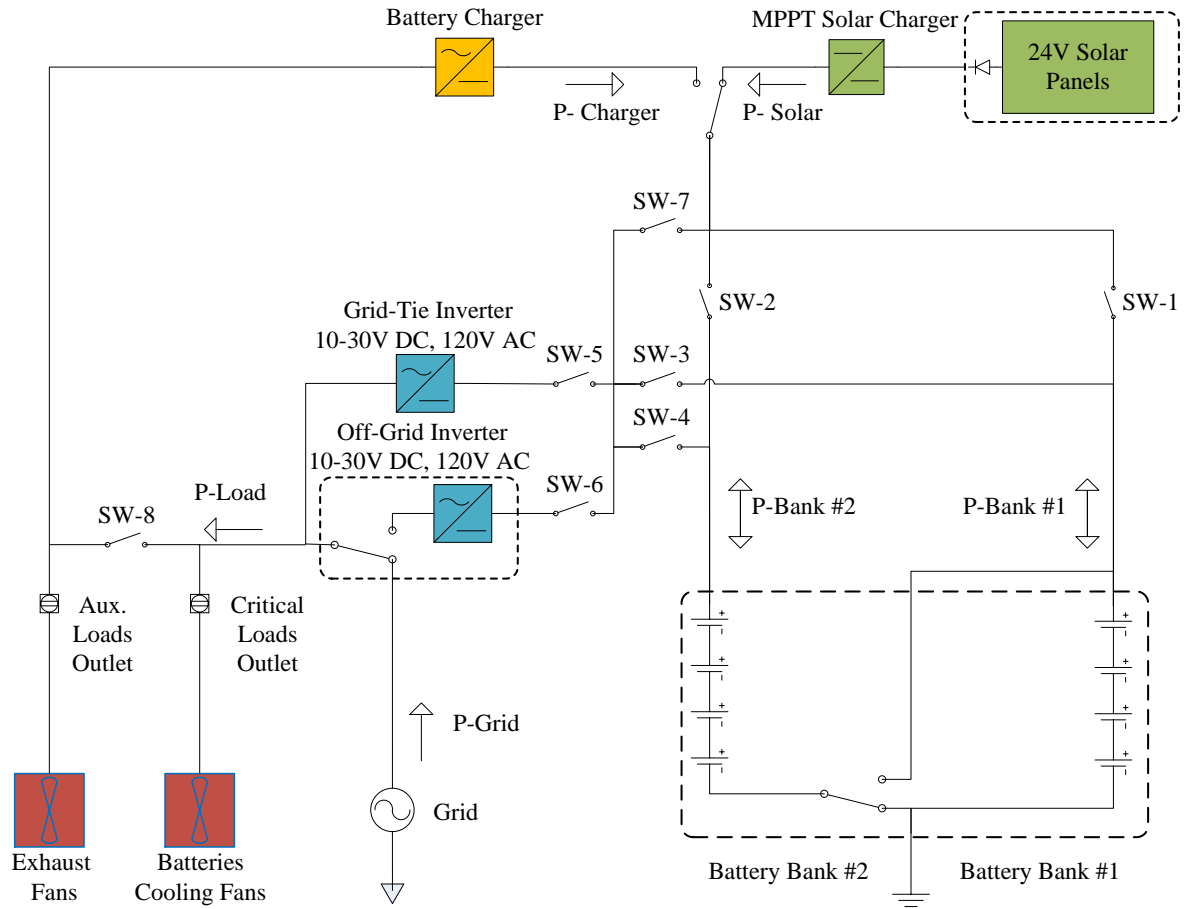 Battery Charger
MPPT Solar Charger
24V Solar
Panels
P- Charger
P- Solar
SW-7
SW-2
SW-1
Grid-Tie Inverter
10-30V DC, 120V AC
SW-5
SW-3
SW-4
Off-Grid Inverter
10-30V DC, 120V AC
SW-6
P-Load
SW-8
P-Bank #2
P-Bank #1
Aux.
Loads
Outlet
Critical
Loads
Outlet
P-Grid
Grid
Exhaust
Fans
Batteries
Cooling Fans
Battery Bank #2
Battery Bank #1